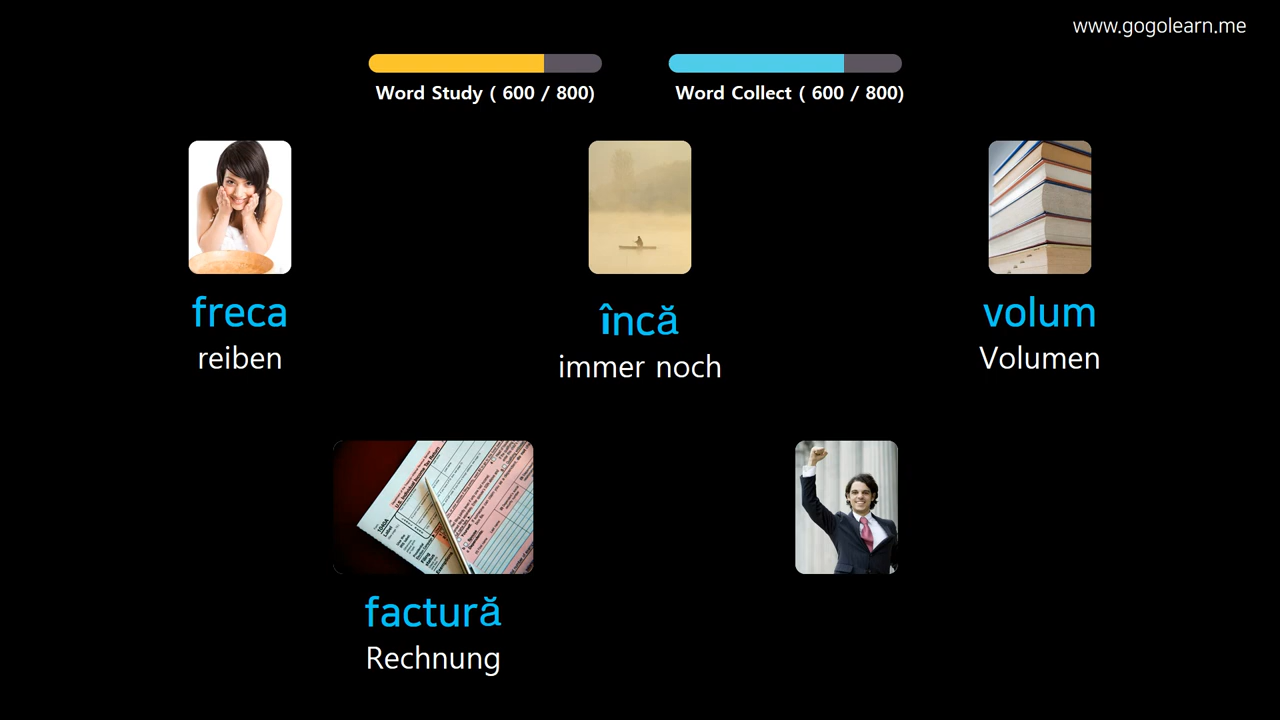 www.gogolearn.me
Word Study ( 600 / 800)
Word Collect ( 600 / 800)
freca
reiben
încă
immer noch
volum
Volumen
factură
Rechnung